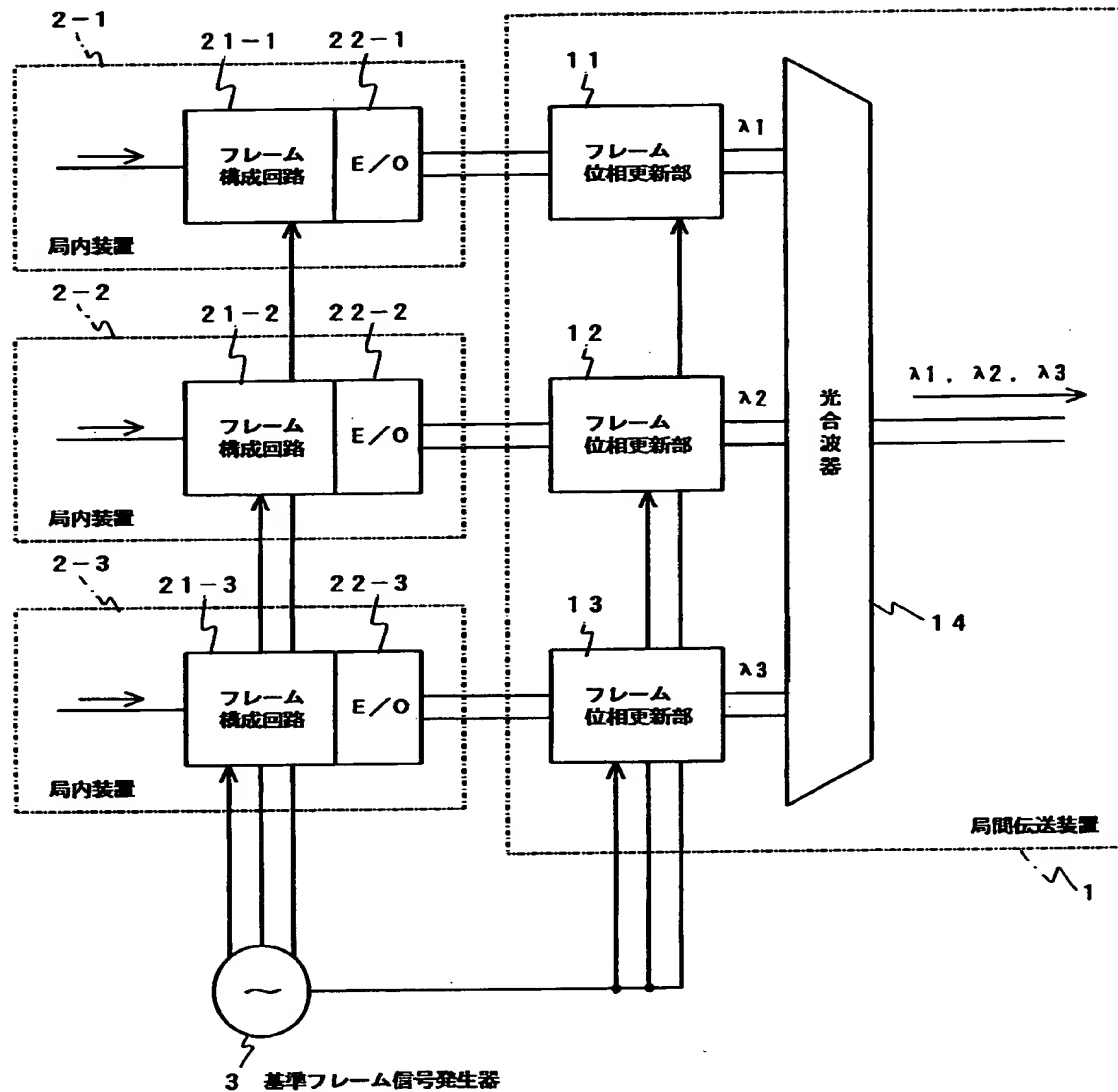 2-1
21-1
22-1
フレーム
構成回路
E/O
局内装置
11
フレーム
位相更新部
λ1
2-2
21-2
22-2
フレーム
構成回路
E/O
局内装置
12
フレーム
位相更新部
λ2
光合波器
λ1. λ2. λ3
2-3
21-3
22-3
フレーム
構成回路
E/O
局内装置
13
フレーム
位相更新部
λ3
14
局間伝送装置
1
~
3 基準フレーム信号発生器